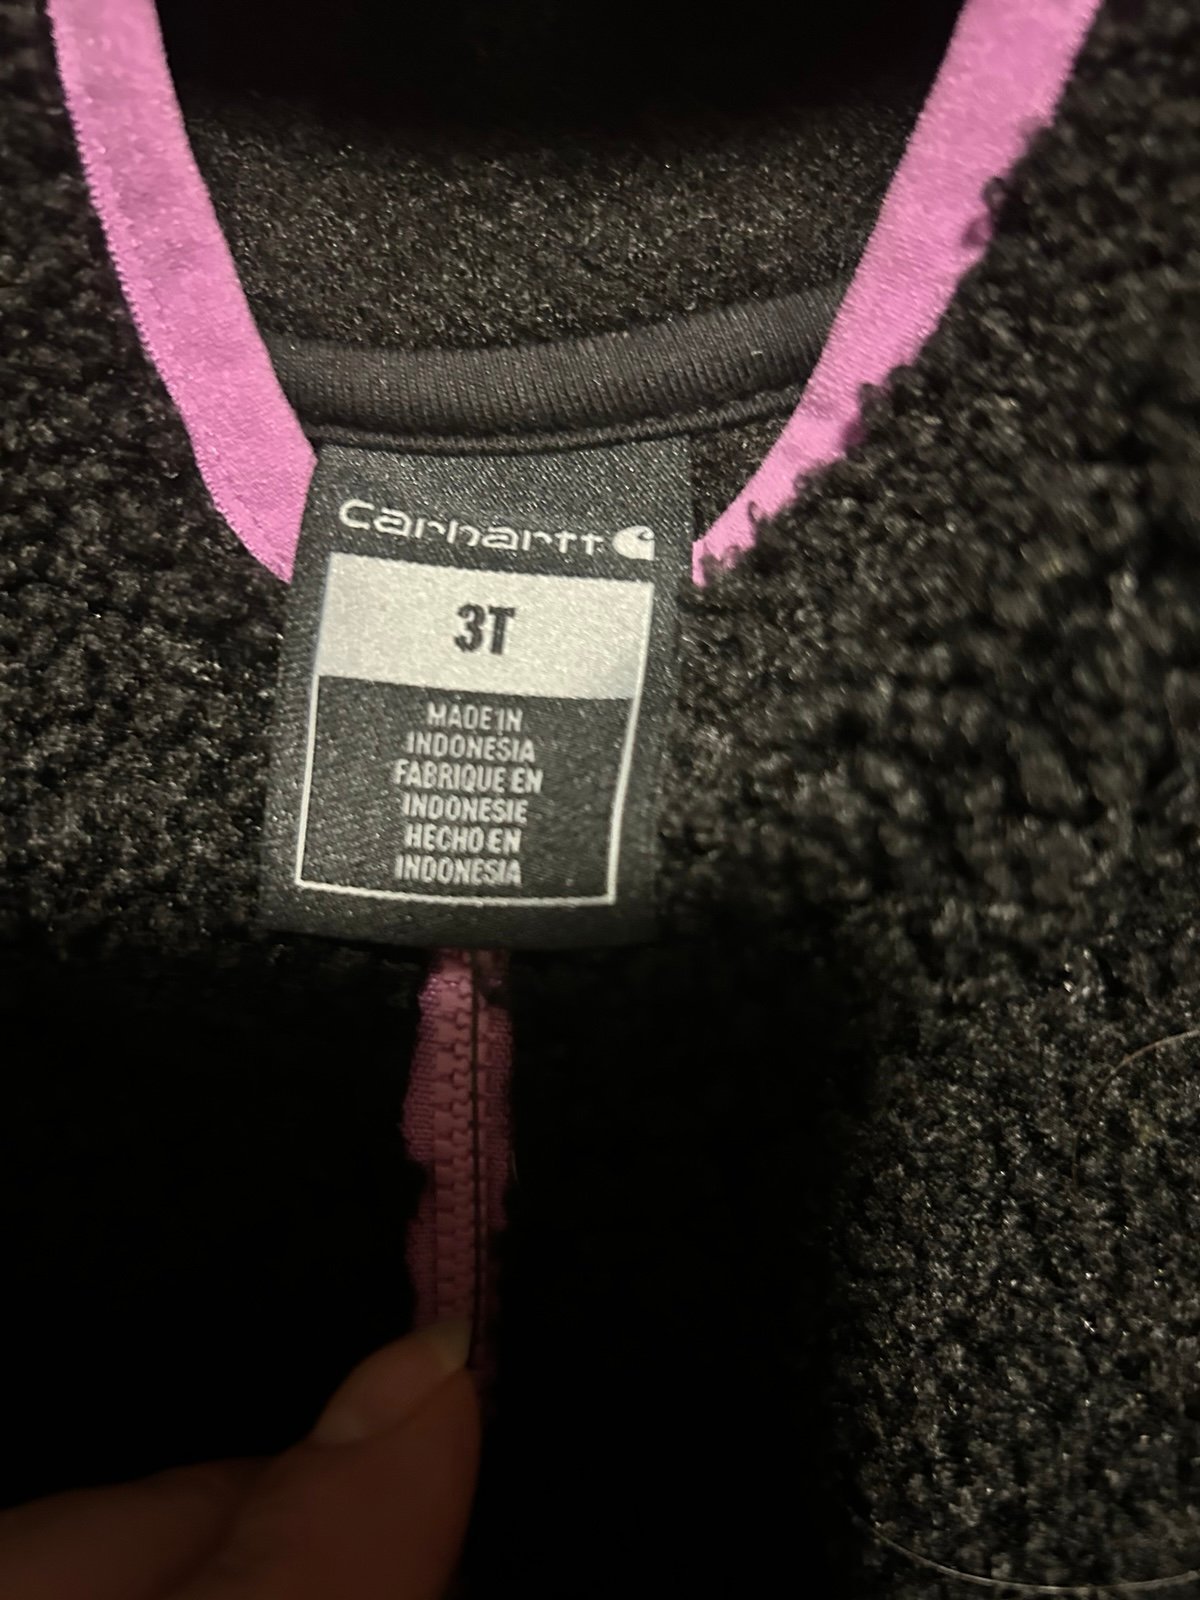 carhartt
3T
MADE IN
INDONESIA
FABRIQUE EN
INDONESIE
HECHO EN
INDONESIA